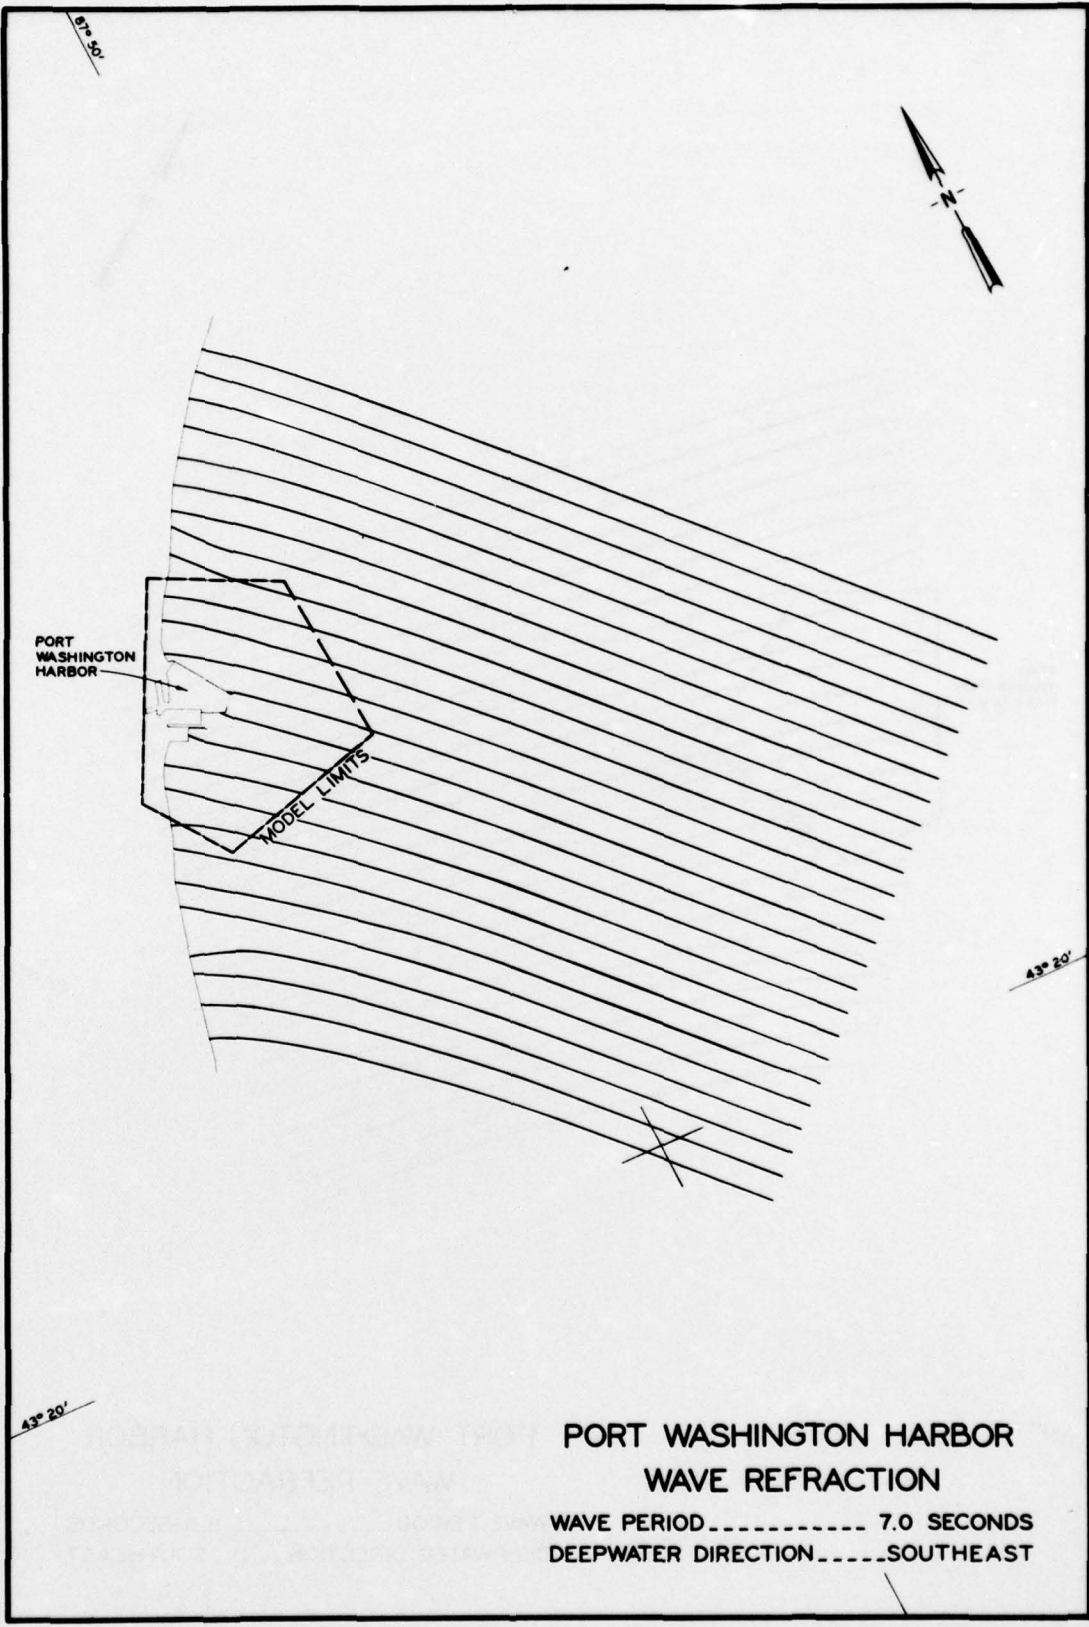 87° 50'
N
PORT
WASHINGTON
HARBOR
MODEL LIMITS
43° 20'
43° 20'
PORT WASHINGTON HARBOR
WAVE REFRACTION
WAVE PERIOD------------ 7.0 SECONDS
DEEPWATER DIRECTION-----SOUTHEAST